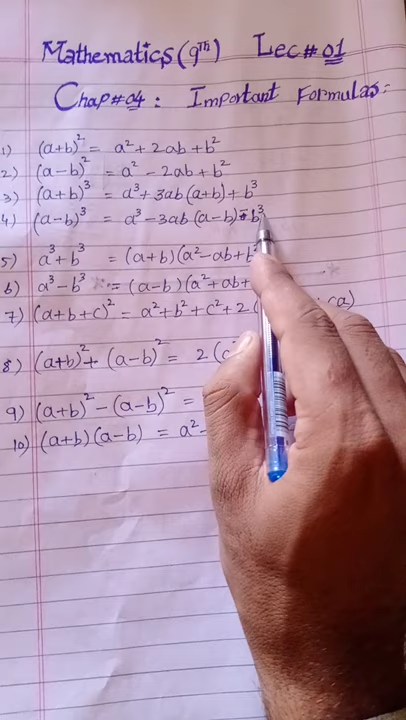 Mathematics (9th) Lec # 01
Chap # 04 : Important Formulas :-
1) (a+b)² = a² + 2ab + b²
2) (a-b)² = a² - 2ab + b²
3) (a+b)³ = a³ + 3ab(a+b) + b³
4) (a-b)³ = a³ - 3ab (a-b) - b³
5) a³ + b³ = (a+b)(a² - ab + b²
6) a³ - b³ = (a-b)(a² + ab +
7) (a+b+c)² = a² + b² + c² + 2( ca)
8) (a+b)² + (a-b)² = 2(
9) (a+b)² - (a-b)² =
10) (a+b)(a-b) = a² -